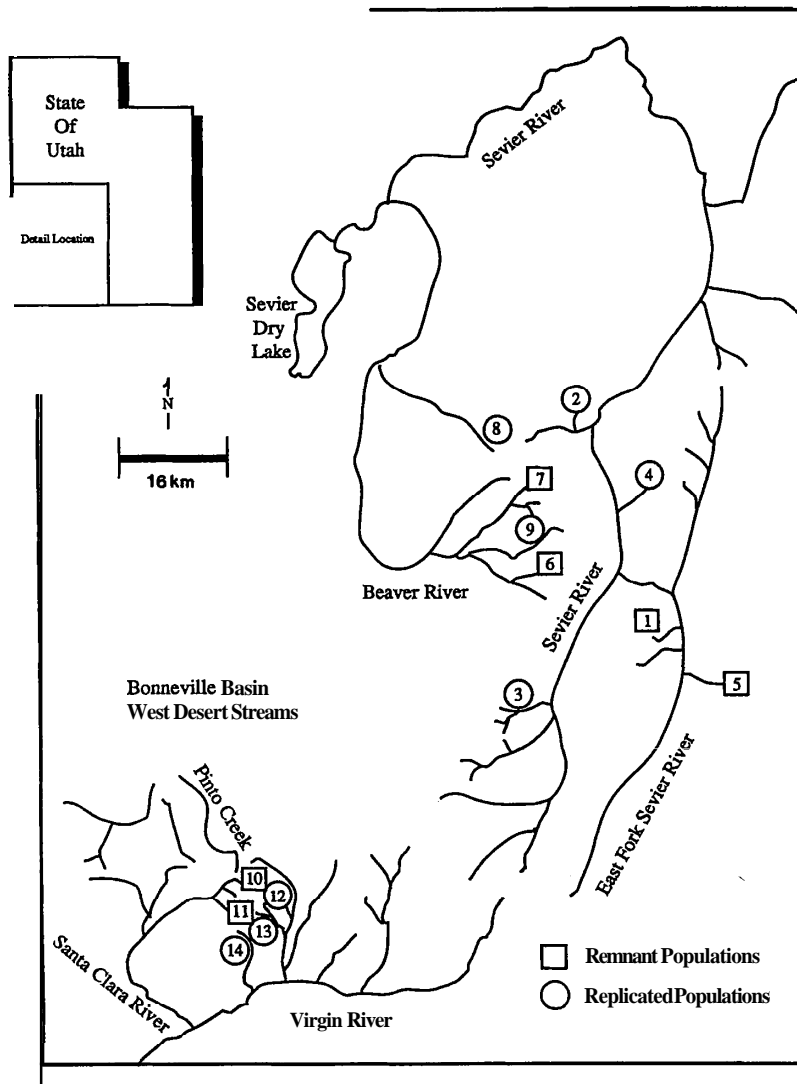 State
Of
Utah
Detail Location
Sevier River
Sevier
Dry
Lake
N
16 km
2
8
4
7
9
6
Beaver River
Sevier River
1
5
3
Bonneville Basin
West Desert Streams
East Fork Sevier River
Pinto Creek
10
12
11
13
14
Santa Clara River
Virgin River
Remnant Populations
Replicated Populations